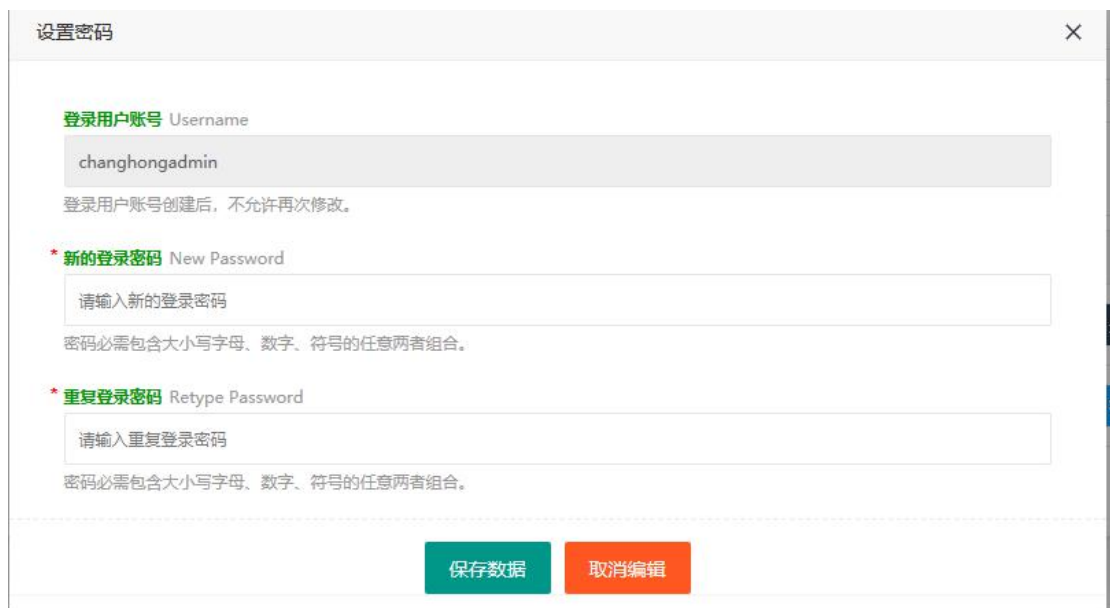 设置密码
登录用户账号 Username
changhongadmin
登录用户账号创建后，不允许再次修改。
* 新的登录密码 New Password
请输入新的登录密码
密码必需包含大小写字母、数字、符号的任意两者组合。
* 重复登录密码 Retype Password
请输入重复登录密码
密码必需包含大小写字母、数字、符号的任意两者组合。
保存数据 取消编辑